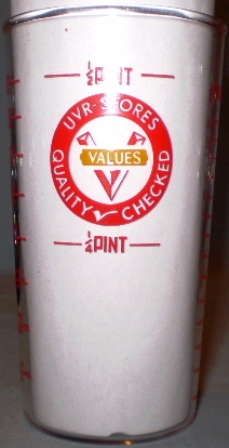 ½ PINT
UVR-STORES
VALUES
V
QUALITY✓CHECKED
¼ PINT